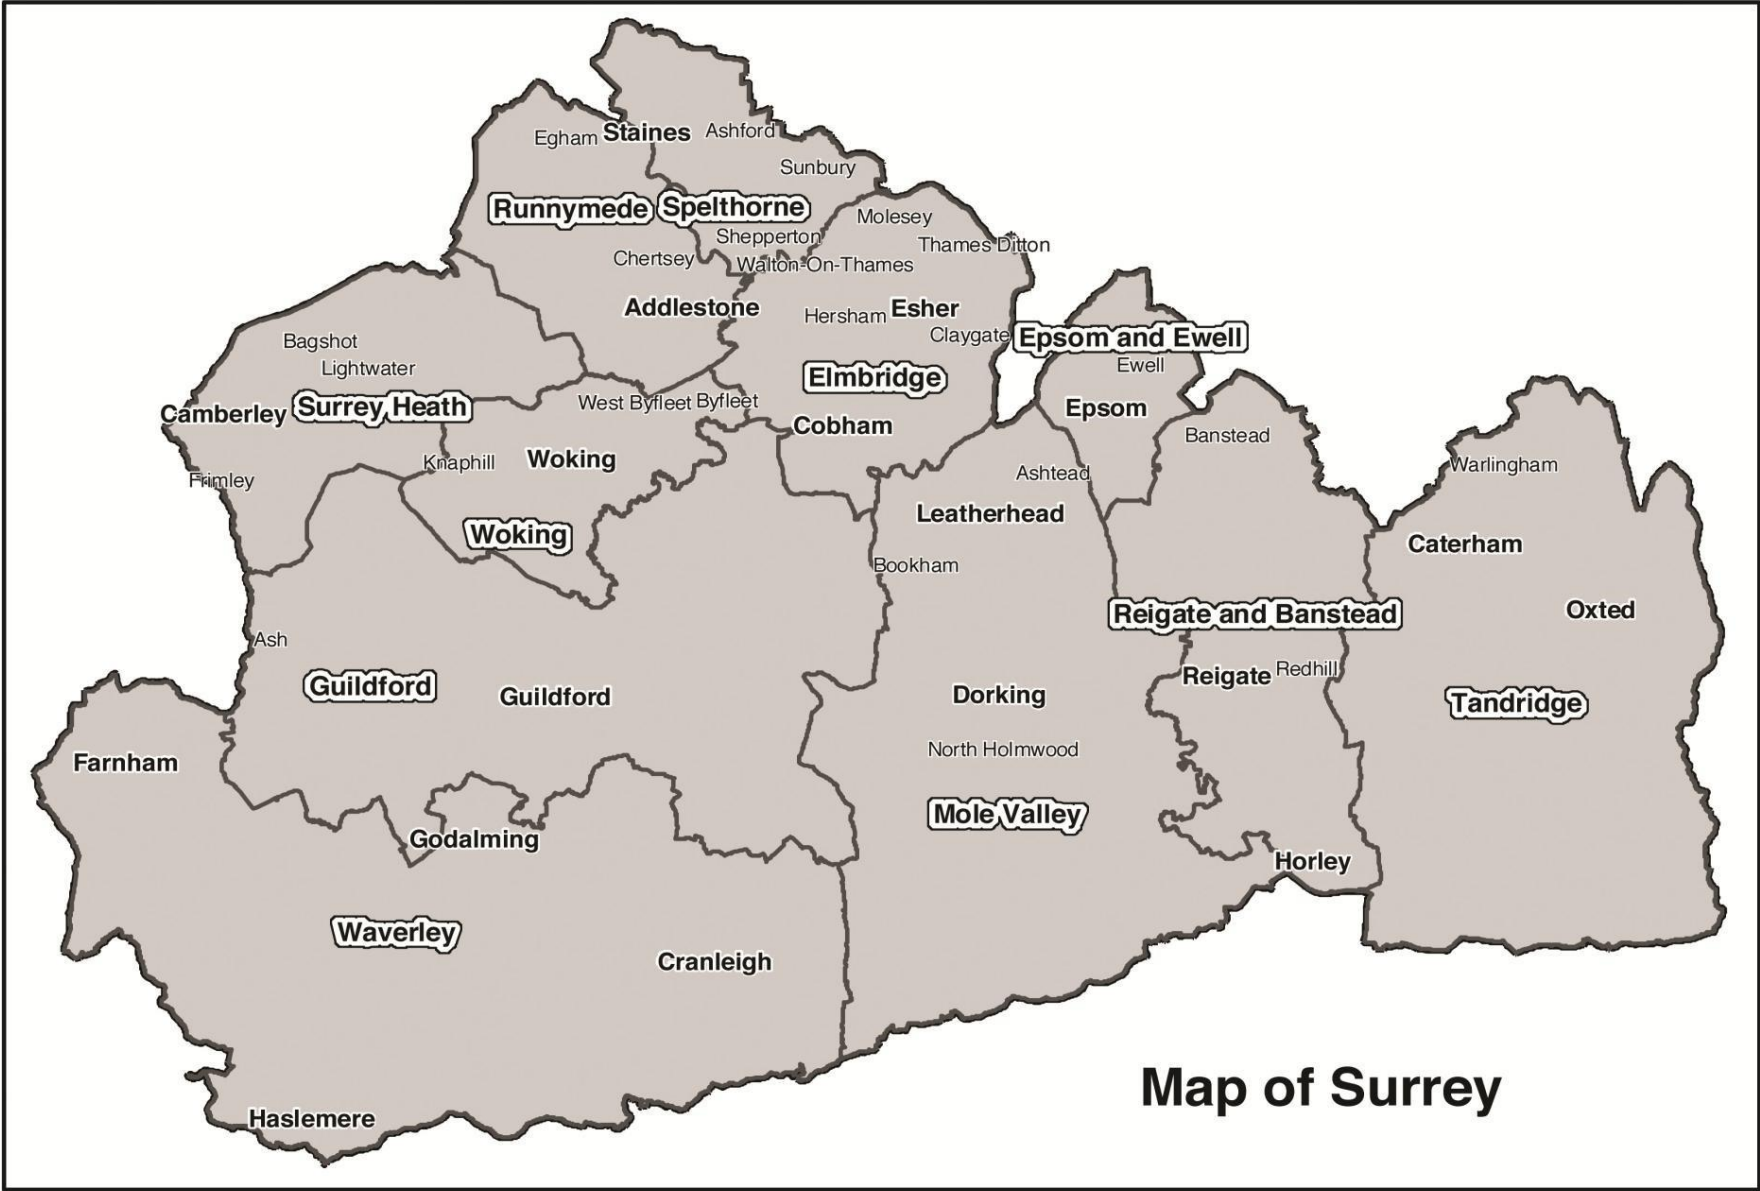 Egham
Staines
Ashford
Sunbury
Runnymede
Spelthorne
Molesey
Shepperton
Thames Ditton
Chertsey
Walton-On-Thames
Addlestone
Hersham
Esher
Claygate
Epsom and Ewell
Bagshot
Lightwater
Ewell
Elmbridge
Camberley
Surrey Heath
West Byfleet
Byfleet
Epsom
Cobham
Banstead
Knaphill
Woking
Frimley
Ashtead
Warlingham
Leatherhead
Woking
Caterham
Bookham
Oxted
Reigate and Banstead
Ash
Guildford
Guildford
Dorking
Reigate
Redhill
Tandridge
North Holmwood
Farnham
Mole Valley
Godalming
Horley
Waverley
Cranleigh
Map of Surrey
Haslemere